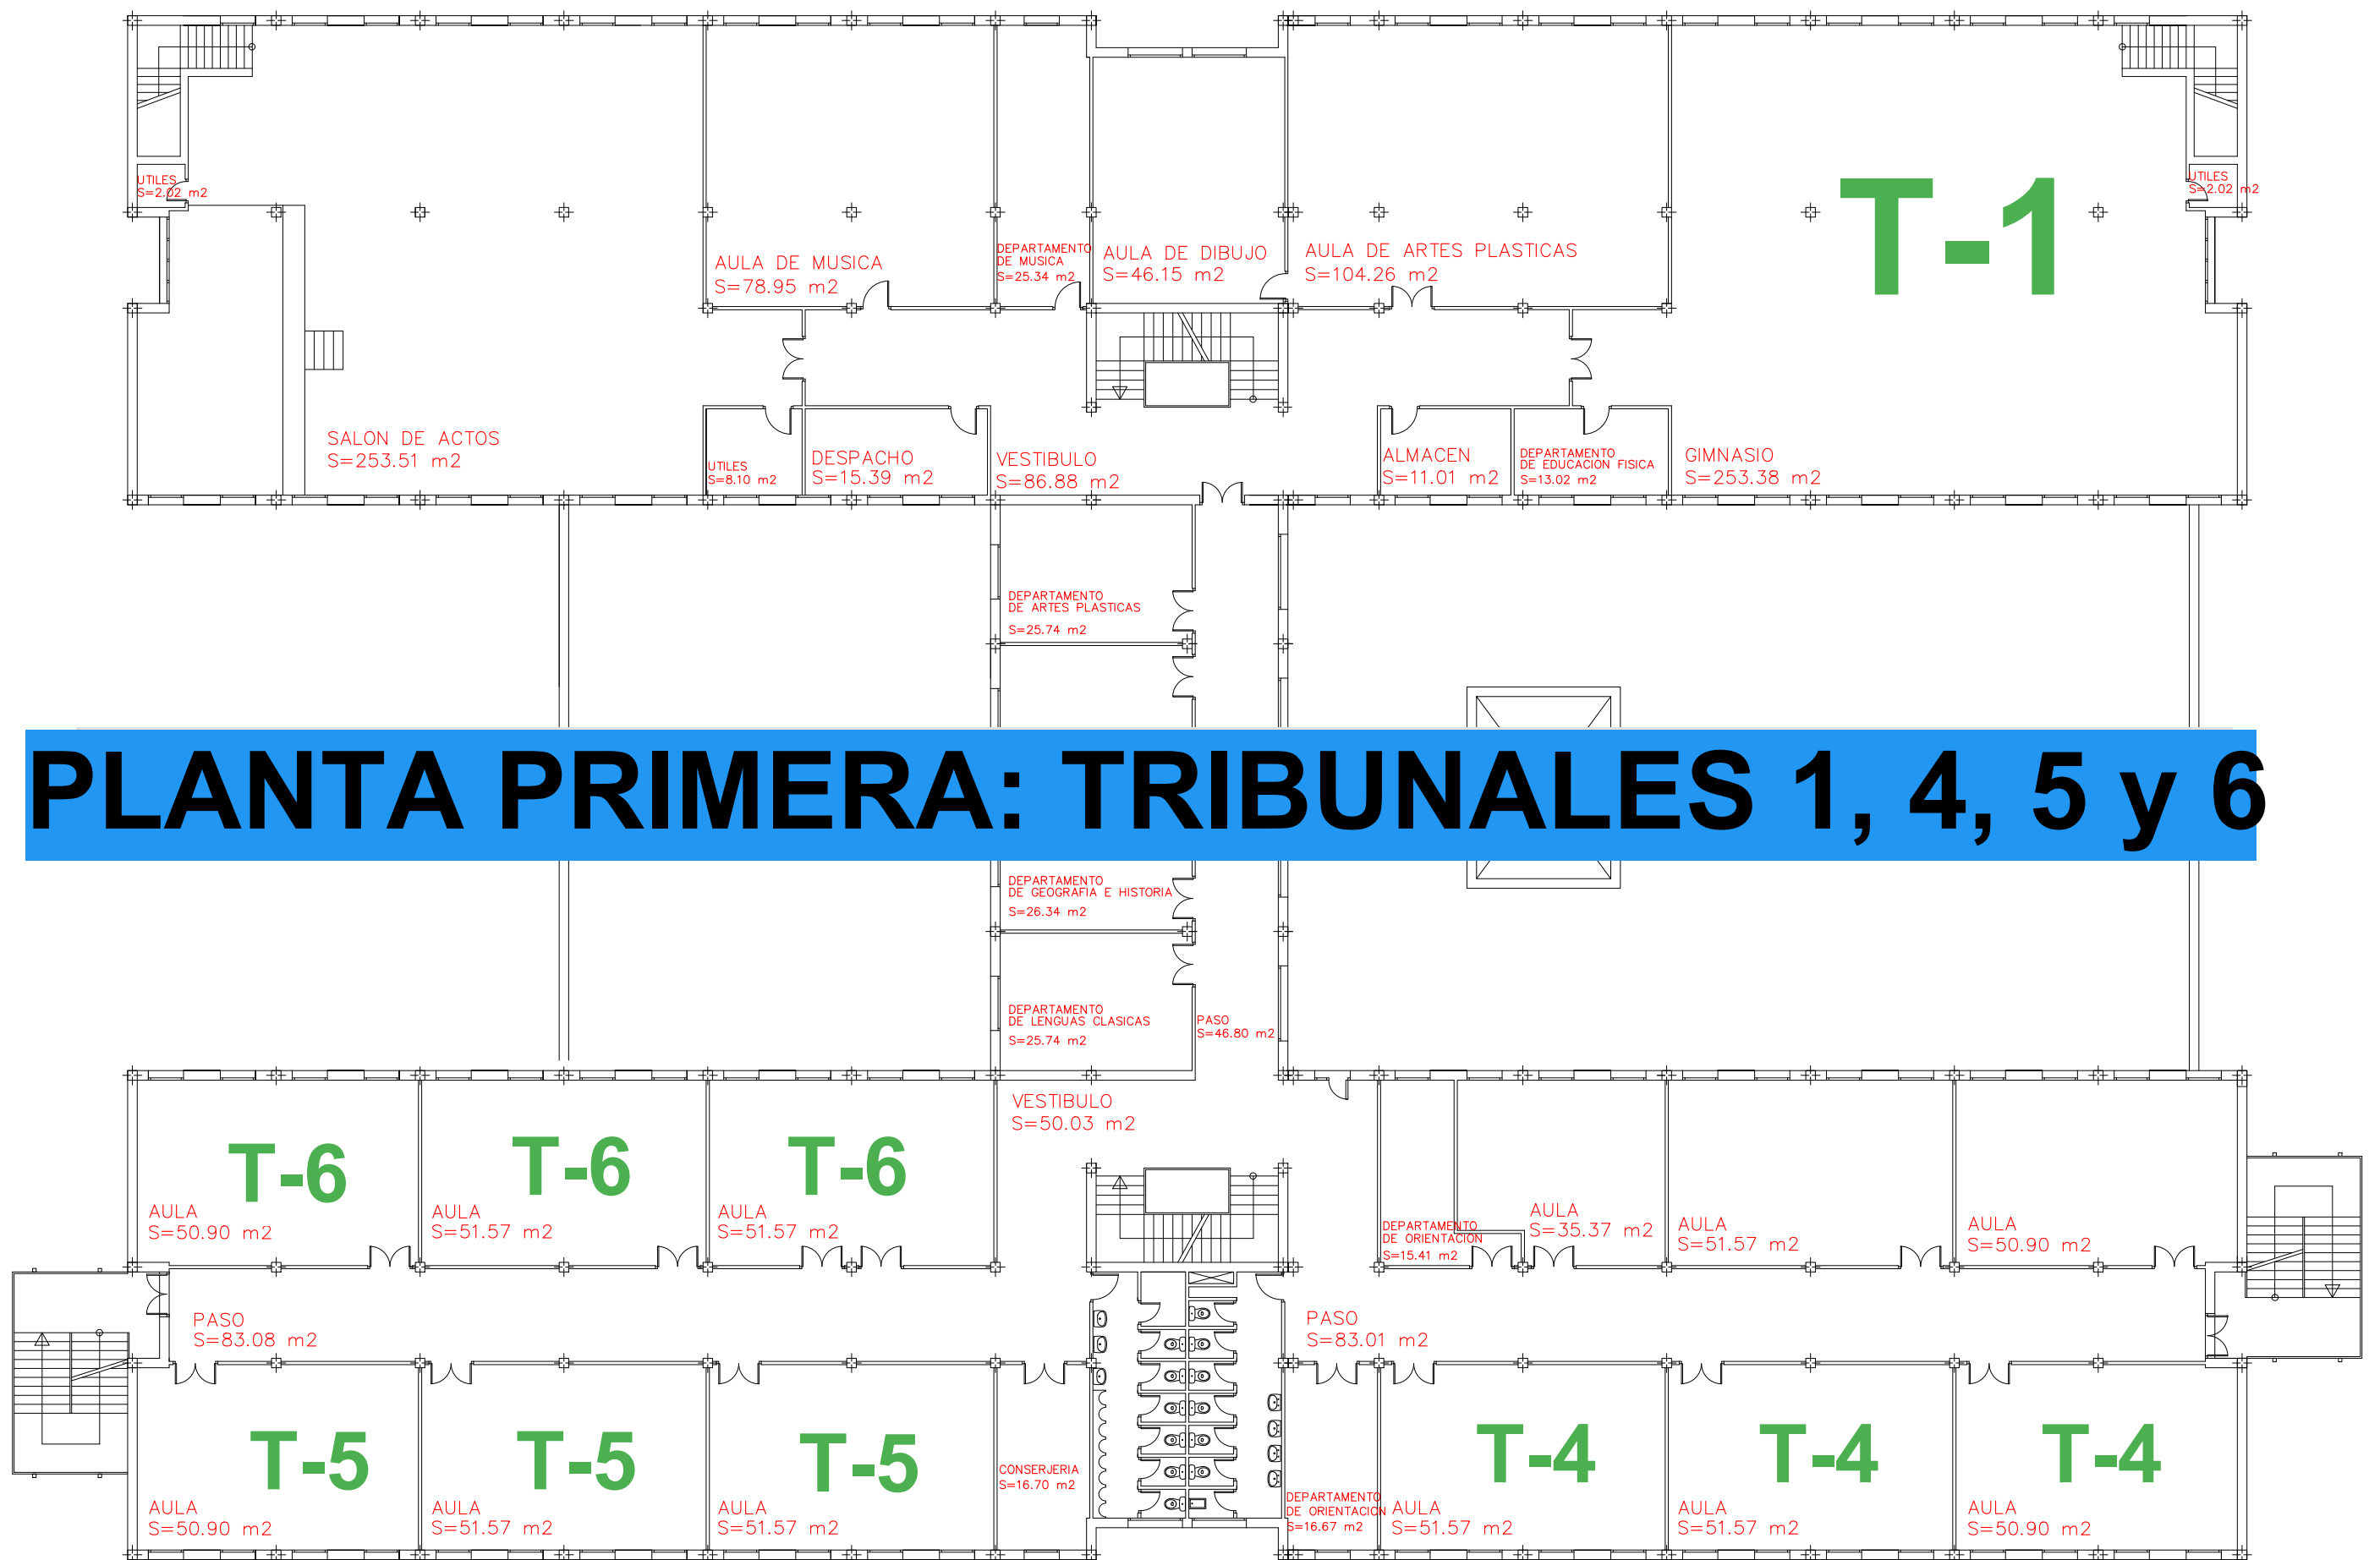 UTILES
S=2.02 m2
AULA DE MUSICA
S=78.95 m2
DEPARTAMENTO
DE MUSICA
S=25.34 m2
AULA DE DIBUJO
S=46.15 m2
AULA DE ARTES PLASTICAS
S=104.26 m2
T-1
UTILES
S=2.02 m2
SALON DE ACTOS
S=253.51 m2
UTILES
S=8.10 m2
DESPACHO
S=15.39 m2
VESTIBULO
S=86.88 m2
ALMACEN
S=11.01 m2
DEPARTAMENTO
DE EDUCACION FISICA
S=13.02 m2
GIMNASIO
S=253.38 m2
DEPARTAMENTO
DE ARTES PLASTICAS
S=25.74 m2
PLANTA PRIMERA: TRIBUNALES 1, 4, 5 y 6
DEPARTAMENTO
DE GEOGRAFIA E HISTORIA
S=26.34 m2
DEPARTAMENTO
DE LENGUAS CLASICAS
S=25.74 m2
PASO
S=46.80 m2
VESTIBULO
S=50.03 m2
T-6
AULA
S=50.90 m2
T-6
AULA
S=51.57 m2
T-6
AULA
S=51.57 m2
DEPARTAMENTO
DE ORIENTACION
S=15.41 m2
AULA
S=35.37 m2
AULA
S=51.57 m2
AULA
S=50.90 m2
PASO
S=83.08 m2
PASO
S=83.01 m2
T-5
AULA
S=50.90 m2
T-5
AULA
S=51.57 m2
T-5
AULA
S=51.57 m2
CONSERJERIA
S=16.70 m2
DEPARTAMENTO
DE ORIENTACION
S=16.67 m2
T-4
AULA
S=51.57 m2
T-4
AULA
S=51.57 m2
T-4
AULA
S=50.90 m2